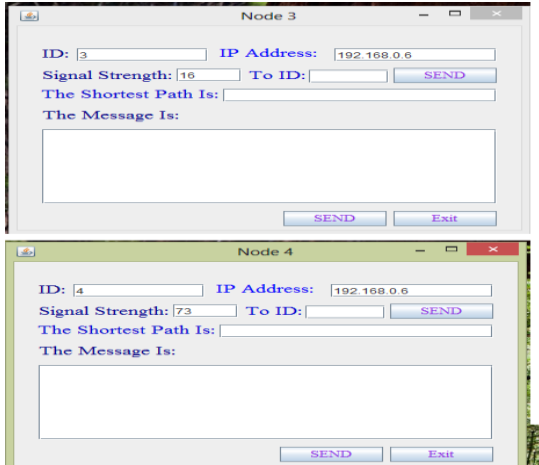 Node 3
ID: 3 IP Address: 192.168.0.6
Signal Strength: 16 To ID: SEND
The Shortest Path Is:
The Message Is:
SEND Exit
Node 4
ID: 4 IP Address: 192.168.0.6
Signal Strength: 73 To ID: SEND
The Shortest Path Is:
The Message Is:
SEND Exit